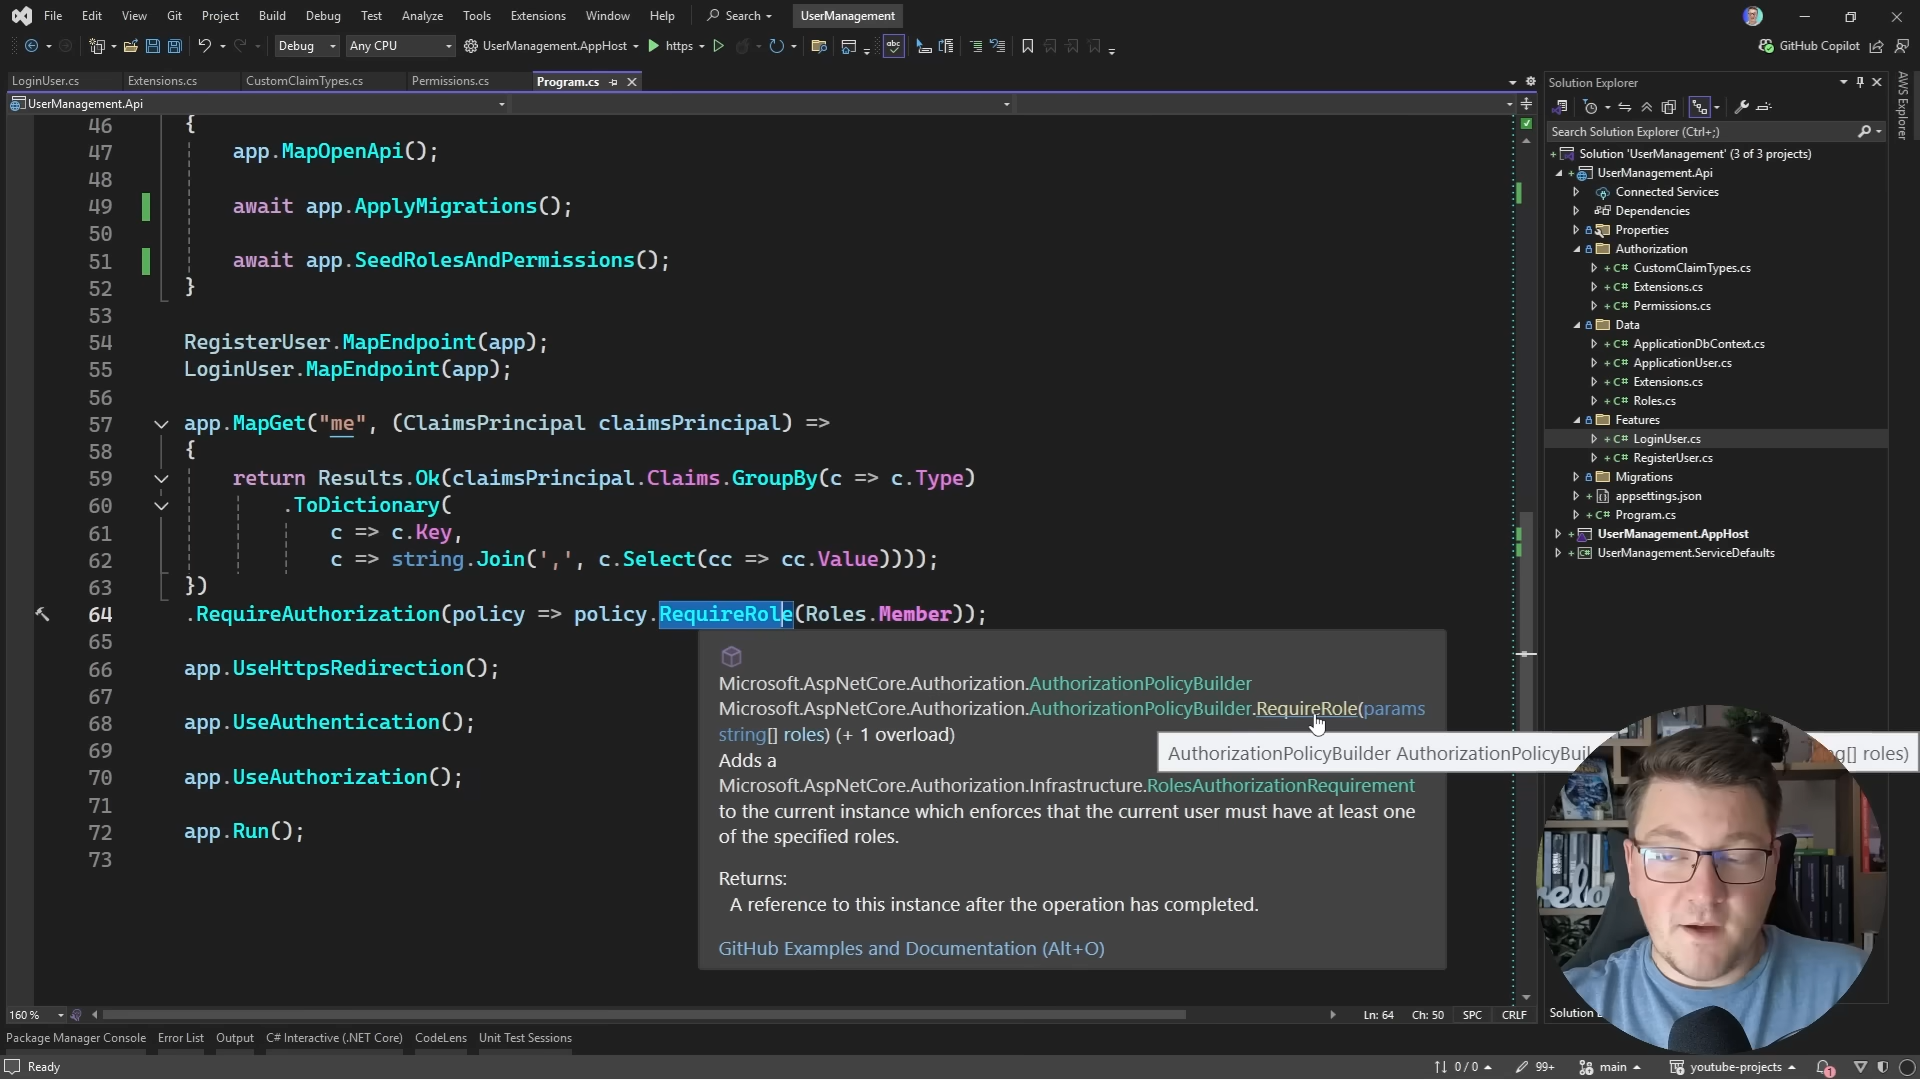 File Edit View Git Project Build Debug Test Analyze Tools Extensions Window Help Search UserManagement
Debug Any CPU UserManagement.AppHost https GitHub Copilot
LoginUser.cs Extensions.cs CustomClaimTypes.cs Permissions.cs Program.cs
UserManagement.Api
46 {
47 app.MapOpenApi();
48
49 await app.ApplyMigrations();
50
51 await app.SeedRolesAndPermissions();
52 }
53
54 RegisterUser.MapEndpoint(app);
55 LoginUser.MapEndpoint(app);
56
57 app.MapGet("me", (ClaimsPrincipal claimsPrincipal) =>
58 {
59 return Results.Ok(claimsPrincipal.Claims.GroupBy(c => c.Type)
60 .ToDictionary(
61 c => c.Key,
62 c => string.Join(',', c.Select(cc => cc.Value))));
63 })
64 .RequireAuthorization(policy => policy.RequireRole(Roles.Member));
65
66 app.UseHttpsRedirection();
67
68 app.UseAuthentication();
69
70 app.UseAuthorization();
71
72 app.Run();
73
Microsoft.AspNetCore.Authorization.AuthorizationPolicyBuilder
Microsoft.AspNetCore.Authorization.AuthorizationPolicyBuilder.RequireRole(params
string[] roles) (+ 1 overload)
AuthorizationPolicyBuilder ng[] roles)
Adds a
Microsoft.AspNetCore.Authorization.Infrastructure.RolesAuthorizationRequirement
to the current instance which enforces that the current user must have at least one
of the specified roles.
Returns:
A reference to this instance after the operation has completed.
GitHub Examples and Documentation (Alt+O)
160 % Ln: 64 Ch: 50 SPC CRLF
Package Manager Console Error List Output C# Interactive (.NET Core) CodeLens Unit Test Sessions
Ready 0 / 0 99+ main youtube-projects 1
Solution Explorer
AWS Explorer
Search Solution Explorer (Ctrl+;)
Solution 'UserManagement' (3 of 3 projects)
UserManagement.Api
Connected Services
Dependencies
Properties
Authorization
C# CustomClaimTypes.cs
C# Extensions.cs
C# Permissions.cs
Data
C# ApplicationDbContext.cs
C# ApplicationUser.cs
C# Extensions.cs
C# Roles.cs
Features
C# LoginUser.cs
C# RegisterUser.cs
Migrations
appsettings.json
C# Program.cs
UserManagement.AppHost
UserManagement.ServiceDefaults
Solution